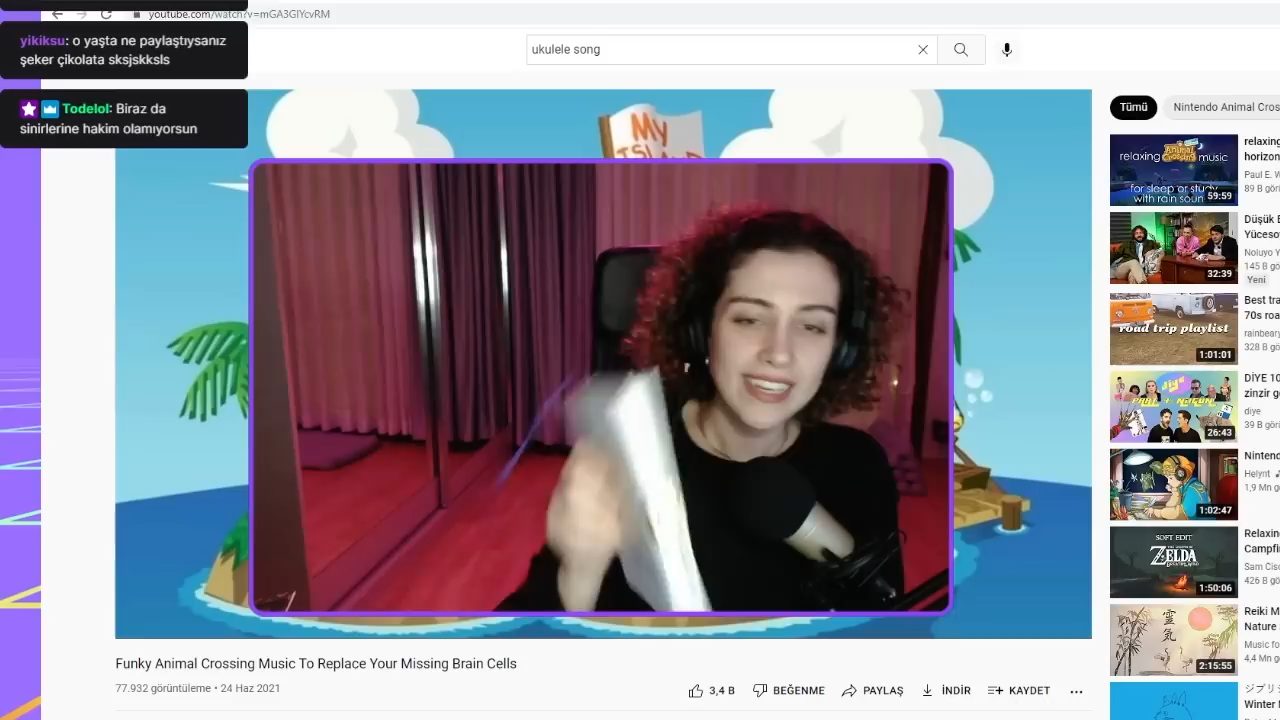 youtube.com/watch?v=mGA3GlYcvRM
yikiksu: o yaşta ne paylaştıysanız
şeker çikolata sksjskksls
Todelol: Biraz da
sinirlerine hakim olamıyorsun
ukulele song
MY
ISLAND
Funky Animal Crossing Music To Replace Your Missing Brain Cells
77.932 görüntüleme • 24 Haz 2021
3,4 B
BEĞENME
PAYLAŞ
İNDİR
KAYDET
Tümü
Nintendo Animal Cros
relaxing
Animal
Crossing
music
for sleep or study
with rain soun
59:59
relaxing
horizon
Paul E. W
89 B gö
32:39
Düşük B
Yücesoy
Noluyo Y
145 B gö
Yeni
road trip playlist
1:01:01
Best tra
70s roa
rainbeary
328 B g
26:43
DİYE 10
zinzir g
diye
39 B gör
1:02:47
Nintend
Helynt
1,9 Mn g
SOFT EDIT
ZELDA
1:50:06
Relaxin
Campfir
Sam Cisc
426 B g
霊
気
2:15:55
Reiki M
Nature
Music fo
4,4 Mn g
ジブリ
Winter